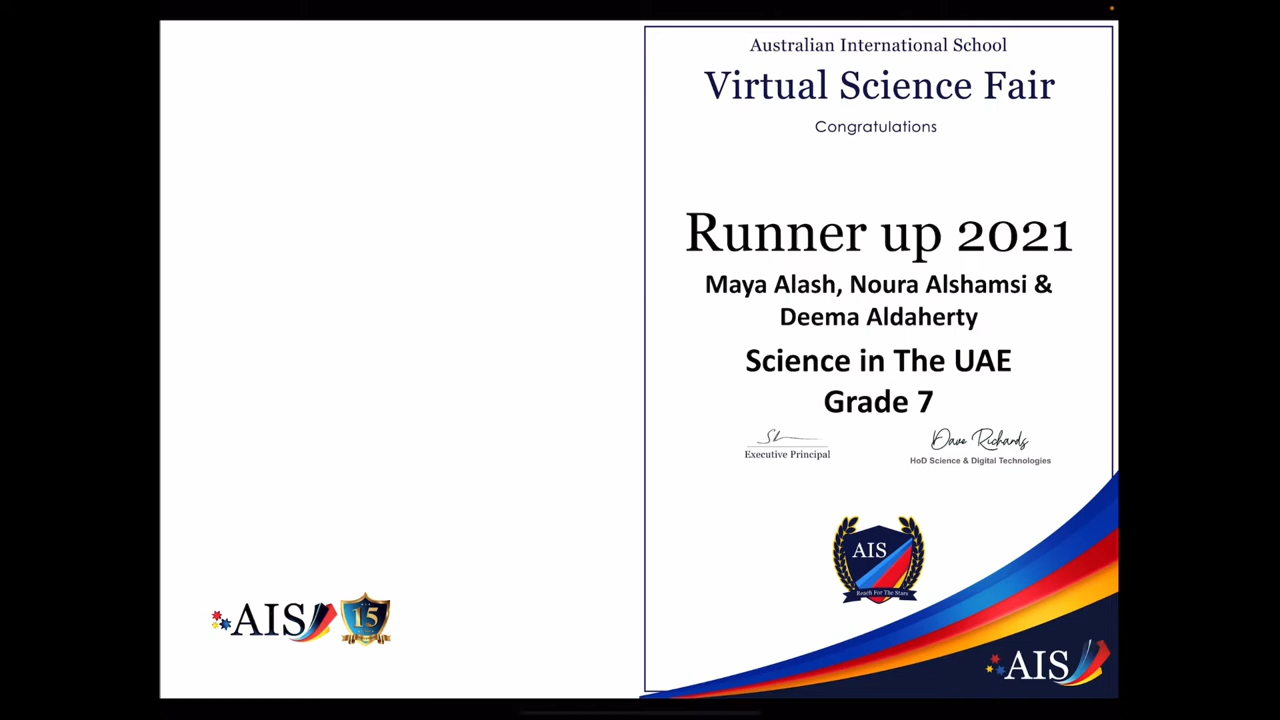 Australian International School
Virtual Science Fair
Congratulations
Runner up 2021
Maya Alash, Noura Alshamsi &
Deema Aldaherty
Science in The UAE
Grade 7
Dave Richards
Executive Principal
HoD Science & Digital Technologies
AIS
Reach For The Stars
AIS
15
AIS